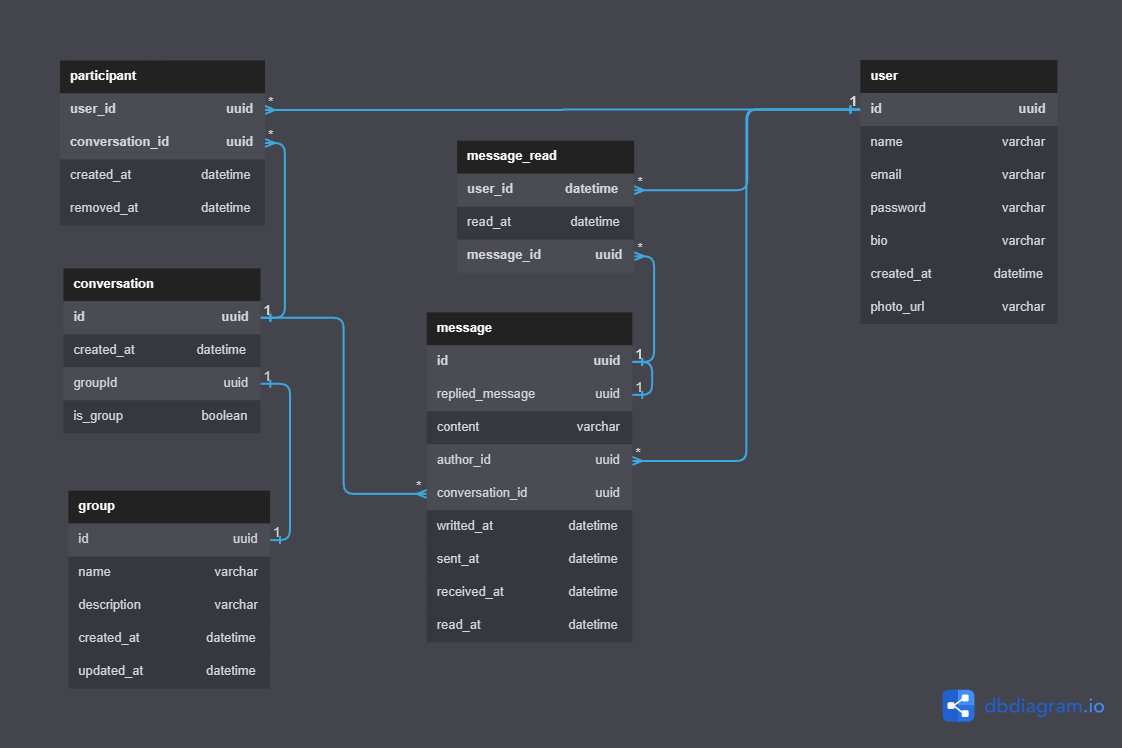 participant
user_id uuid
conversation_id uuid
created_at datetime
removed_at datetime
*
*
conversation
id uuid
created_at datetime
groupId uuid
is_group boolean
1
1
group
id uuid
name varchar
description varchar
created_at datetime
updated_at datetime
1
message_read
user_id datetime
read_at datetime
message_id uuid
*
*
message
id uuid
replied_message uuid
content varchar
author_id uuid
conversation_id uuid
writted_at datetime
sent_at datetime
received_at datetime
read_at datetime
1
1
*
*
user
id uuid
name varchar
email varchar
password varchar
bio varchar
created_at datetime
photo_url varchar
1
dbdiagram.io